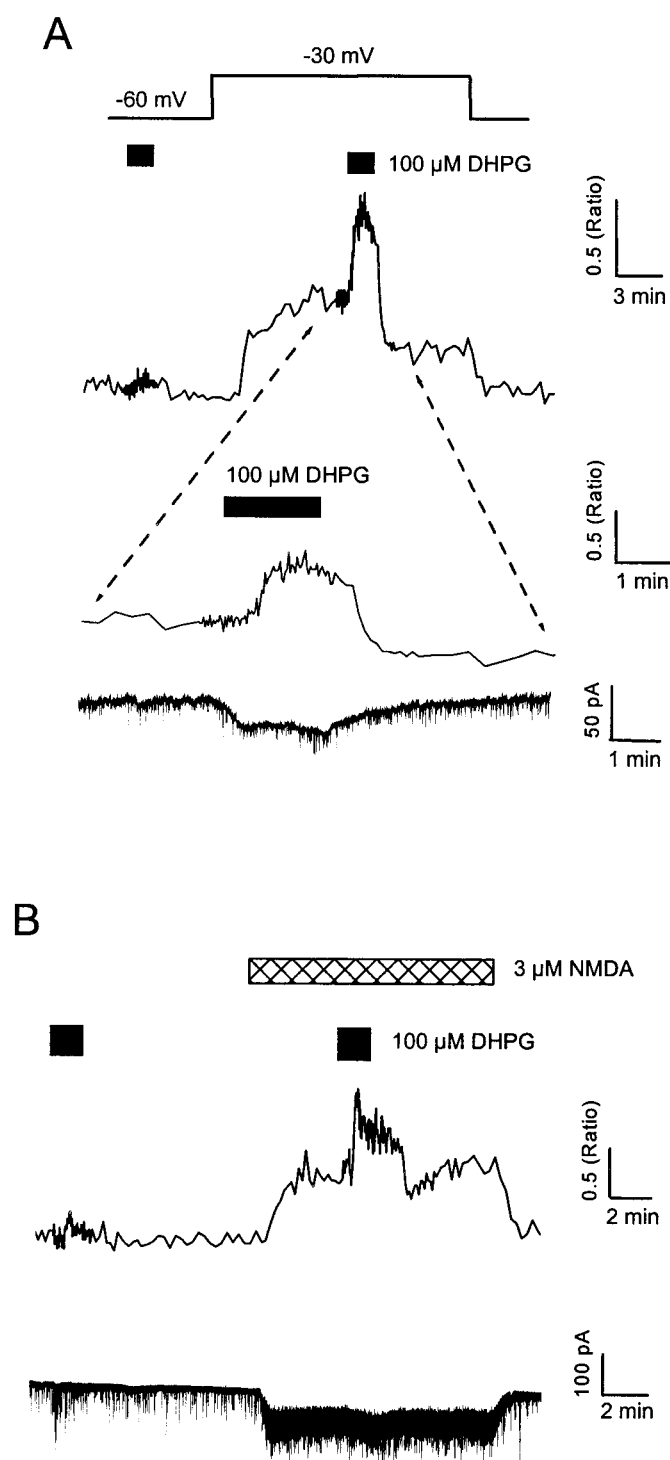 A
-30 mV
-60 mV
100 µM DHPG
0.5 (Ratio)
3 min
100 µM DHPG
0.5 (Ratio)
1 min
50 pA
1 min
B
3 µM NMDA
100 µM DHPG
0.5 (Ratio)
2 min
100 pA
2 min